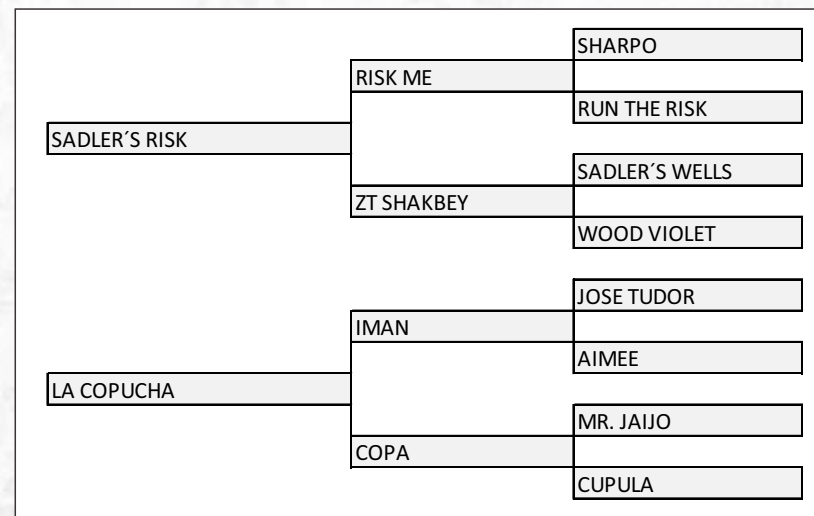 SHARPO
RISK ME
RUN THE RISK
SADLER´S RISK
SADLER´S WELLS
ZT SHAKBEY
WOOD VIOLET
JOSE TUDOR
IMAN
AIMEE
LA COPUCHA
MR. JAIJO
COPA
CUPULA